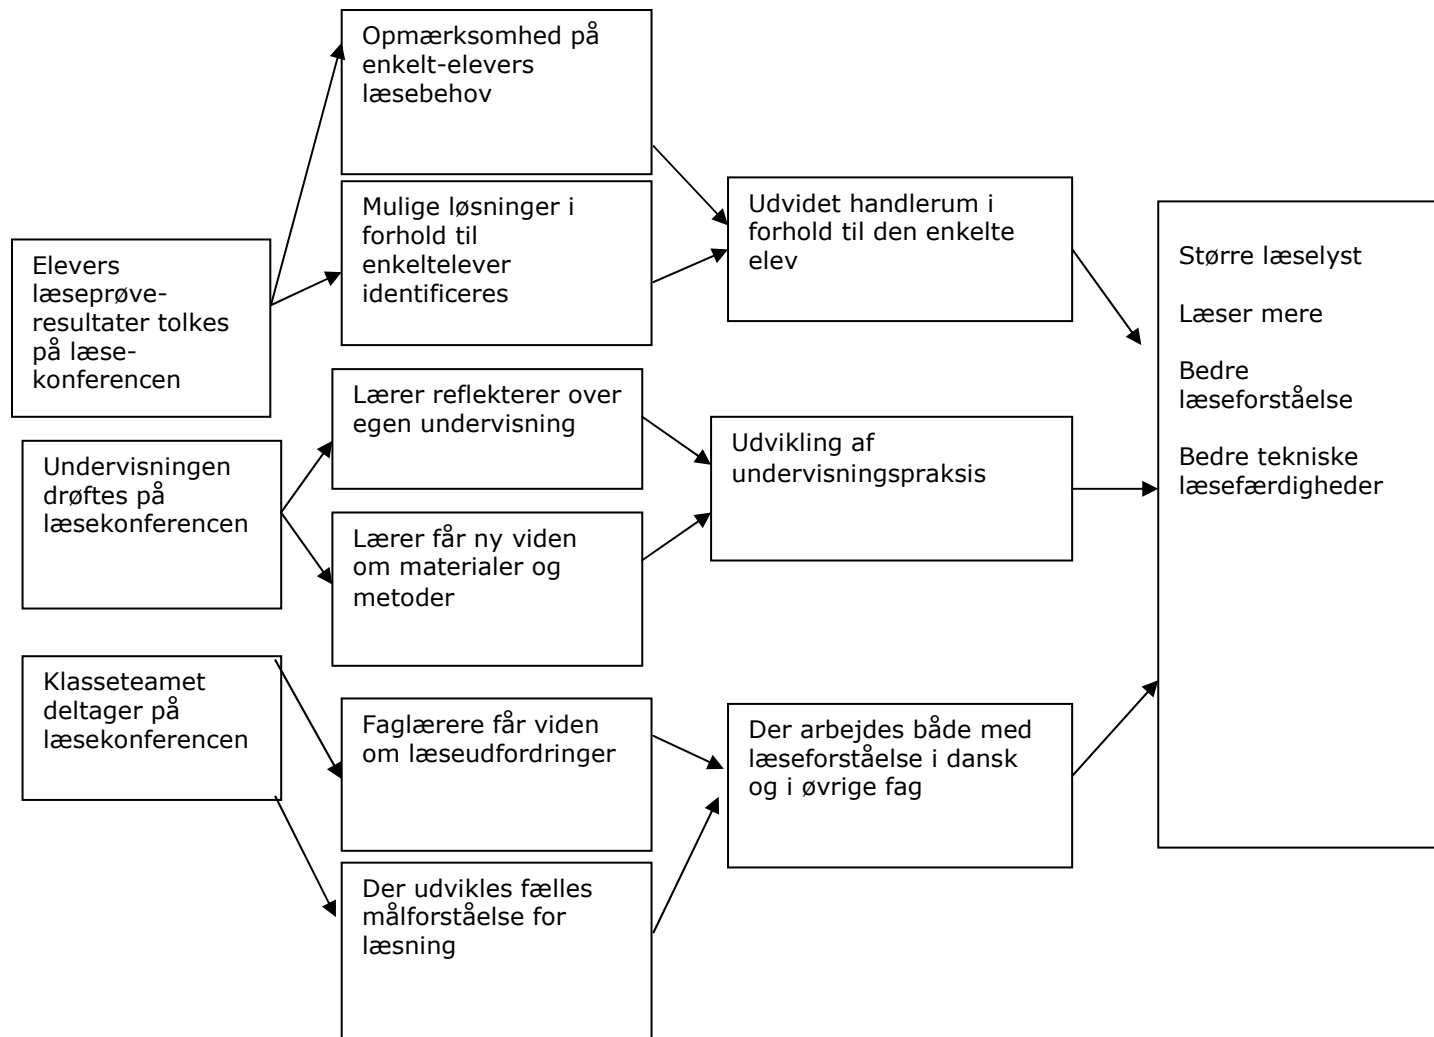 Opmærksomhed på
enkelt-elevers
læsebehov
Mulige løsninger i
forhold til
enkeltelever
identificeres
Udvidet handlerum i
forhold til den enkelte
elev
Elevers
læseprøve-
resultater tolkes
på læse-
konferencen
Større læselyst
Læser mere
Bedre
læseforståelse
Bedre tekniske
læsefærdigheder
Lærer reflekterer over
egen undervisning
Undervisningen
drøftes på
læsekonferencen
Udvikling af
undervisningspraksis
Lærer får ny viden
om materialer og
metoder
Klasseteamet
deltager på
læsekonferencen
Faglærere får viden
om læseudfordringer
Der arbejdes både med
læseforståelse i dansk
og i øvrige fag
Der udvikles fælles
målforståelse for
læsning